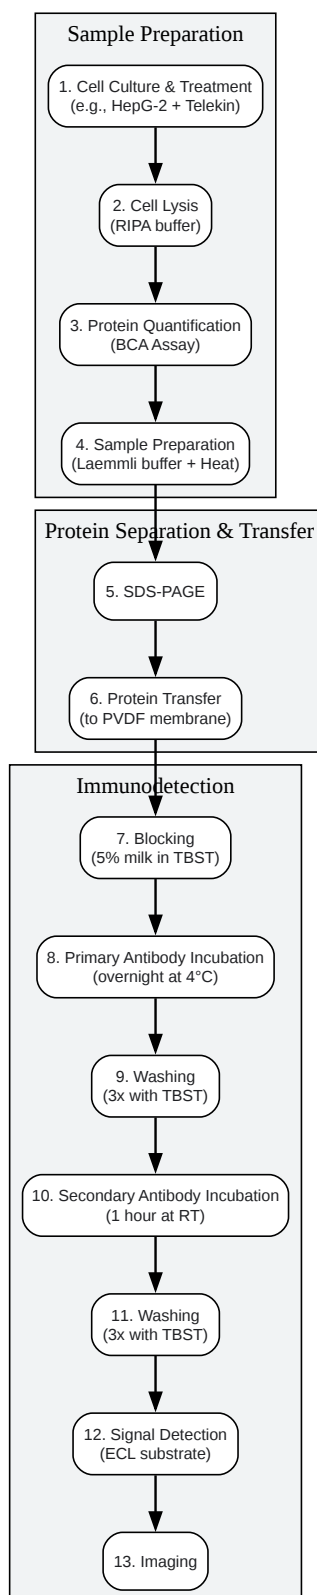 Sample Preparation
1. Cell Culture & Treatment
(e.g., HepG-2 + Telekin)
2. Cell Lysis
(RIPA buffer)
3. Protein Quantification
(BCA Assay)
4. Sample Preparation
(Laemmli buffer + Heat)
Protein Separation & Transfer
5. SDS-PAGE
6. Protein Transfer
(to PVDF membrane)
Immunodetection
7. Blocking
(5% milk in TBST)
8. Primary Antibody Incubation
(overnight at 4°C)
9. Washing
(3x with TBST)
10. Secondary Antibody Incubation
(1 hour at RT)
11. Washing
(3x with TBST)
12. Signal Detection
(ECL substrate)
13. Imaging